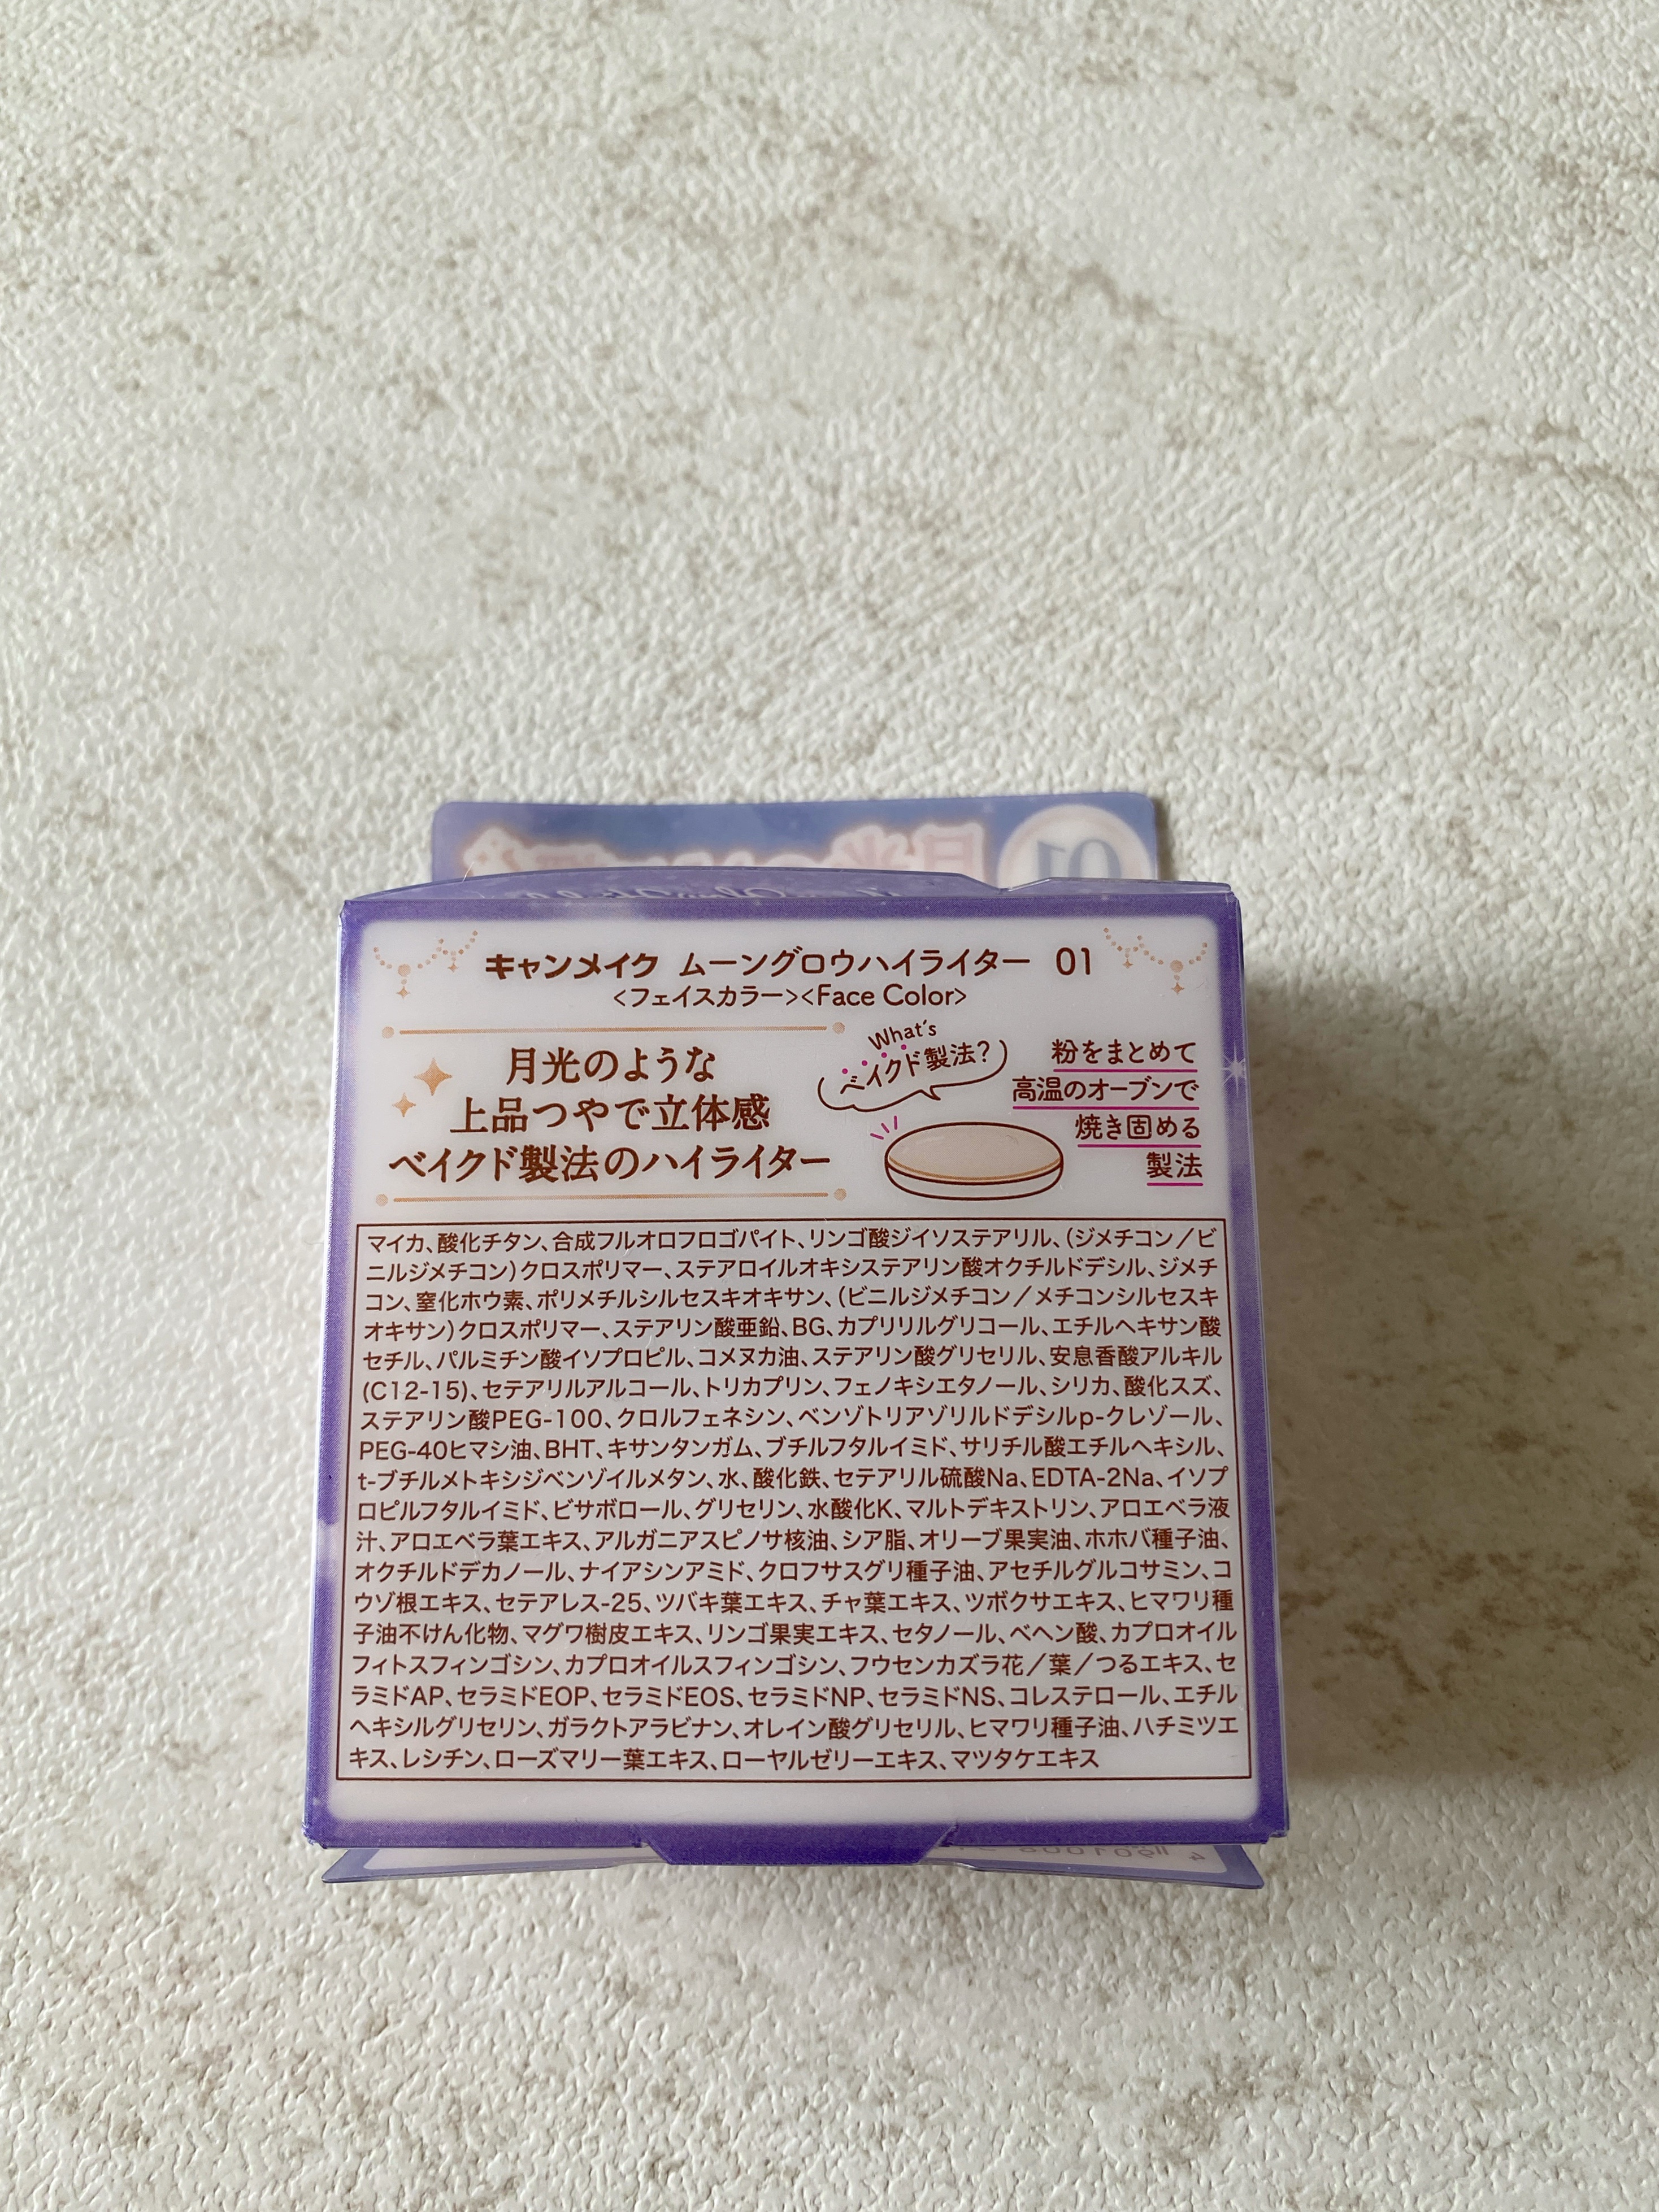 キャンメイク ムーングロウハイライター 01
<フェイスカラー><Face Color>
月光のような
上品つやで立体感
ベイクド製法のハイライター
What's
ベイクド製法?
粉をまとめて
高温のオーブンで
焼き固める
製法
マイカ、酸化チタン、合成フルオロフロゴパイト、リンゴ酸ジイソステアリル、(ジメチコン/ビ
ニルジメチコン)クロスポリマー、ステアロイルオキシステアリン酸オクチルドデシル、ジメチ
コン、窒化ホウ素、ポリメチルシルセスキオキサン、(ビニルジメチコン/メチコンシルセスキ
オキサン)クロスポリマー、ステアリン酸亜鉛、BG、カプリリルグリコール、エチルヘキサン酸
セチル、パルミチン酸イソプロピル、コメヌカ油、ステアリン酸グリセリル、安息香酸アルキル
(C12-15)、セテアリルアルコール、トリカプリン、フェノキシエタノール、シリカ、酸化スズ、
ステアリン酸PEG-100、クロルフェネシン、ベンゾトリアゾリルドデシルp-クレゾール、
PEG-40ヒマシ油、BHT、キサンタンガム、ブチルフタルイミド、サリチル酸エチルヘキシル、
t-ブチルメトキシジベンゾイルメタン、水、酸化鉄、セテアリル硫酸Na、EDTA-2Na、イソプ
ロピルフタルイミド、ビサボロール、グリセリン、水酸化K、マルトデキストリン、アロエベラ液
汁、アロエベラ葉エキス、アルガニアスピノサ核油、シア脂、オリーブ果実油、ホホバ種子油、
オクチルドデカノール、ナイアシンアミド、クロフサスグリ種子油、アセチルグルコサミン、コ
ウゾ根エキス、セテアレス-25、ツバキ葉エキス、チャ葉エキス、ツボクサエキス、ヒマワリ種
子油不けん化物、マグワ樹皮エキス、リンゴ果実エキス、セタノール、ベヘン酸、カプロオイル
フィトスフィンゴシン、カプロオイルスフィンゴシン、フウセンカズラ花/葉/つるエキス、セ
ラミドAP、セラミドEOP、セラミドEOS、セラミドNP、セラミドNS、コレステロール、エチル
ヘキシルグリセリン、ガラクトアラビナン、オレイン酸グリセリル、ヒマワリ種子油、ハチミツエ
キス、レシチン、ローズマリー葉エキス、ローヤルゼリーエキス、マツタケエキス